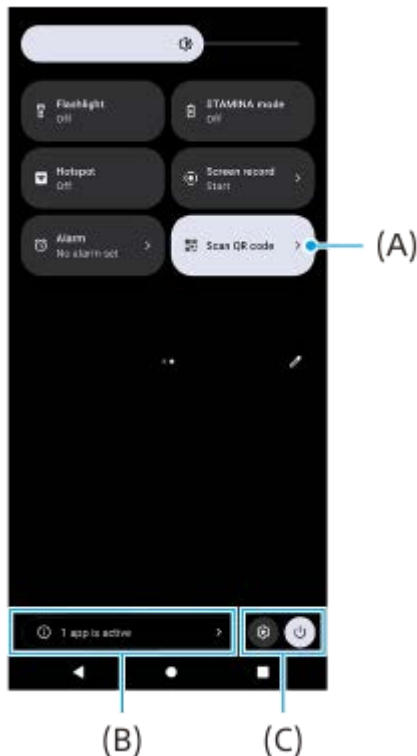 Flashlight
Off
STAMINA mode
Off
Hotspot
Off
Screen record
Start
Alarm
No alarm set
Scan QR code
(A)
1 app is active
(B)
(C)